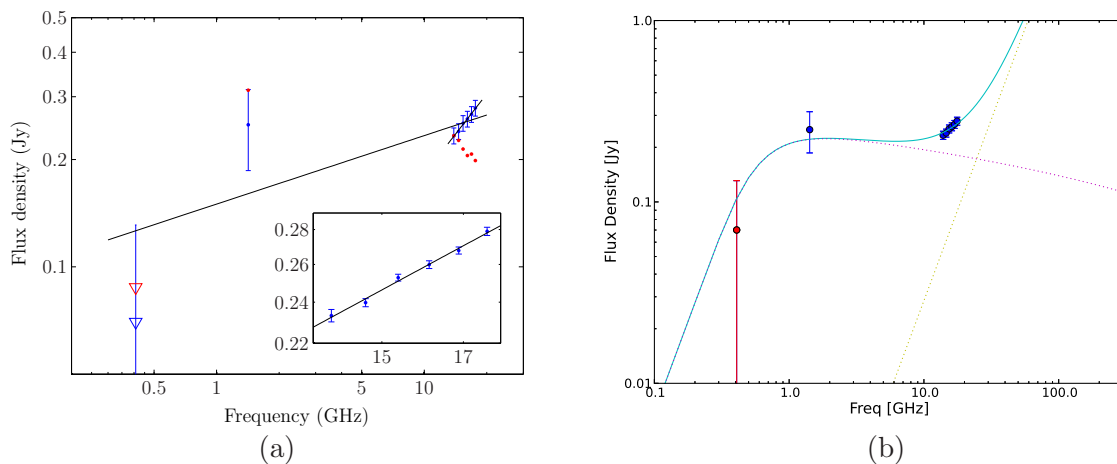 0.5
0.4
0.3
0.2
0.1
Flux density (Jy)
0.28
0.26
0.24
0.22
15 17
0.5 1 5 10
Frequency (GHz)
(a)
1.0
0.1
0.01
Flux Density [Jy]
0.1 1.0 10.0 100.0
Freq [GHz]
(b)